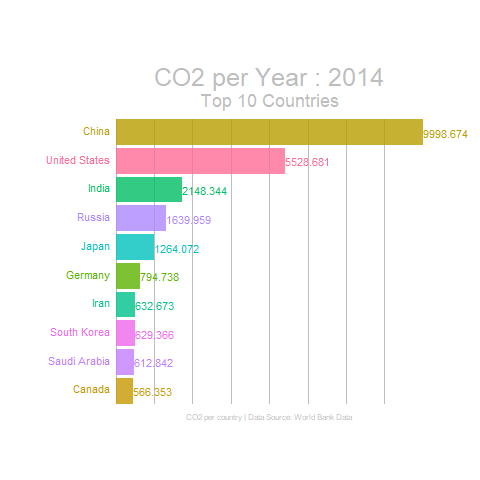 CO2 per Year : 2014
Top 10 Countries
China 9998.674
United States 5528.681
India 2148.344
Russia 1639.959
Japan 1264.072
Germany 794.738
Iran 632.673
South Korea 629.366
Saudi Arabia 612.842
Canada 566.353
CO2 per country | Data Source: World Bank Data